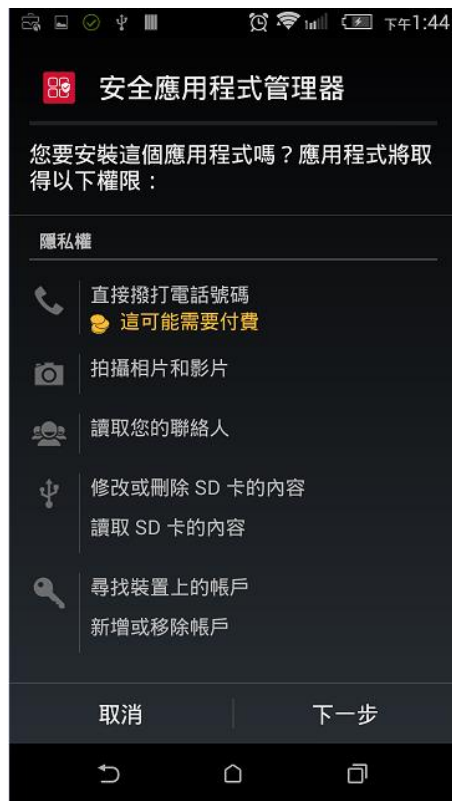 下午1:44
安全應用程式管理器
您要安裝這個應用程式嗎？應用程式將取
得以下權限：
隱私權
直接撥打電話號碼
這可能需要付費
拍攝相片和影片
讀取您的聯絡人
修改或刪除 SD 卡的內容
讀取 SD 卡的內容
尋找裝置上的帳戶
新增或移除帳戶
取消
下一步